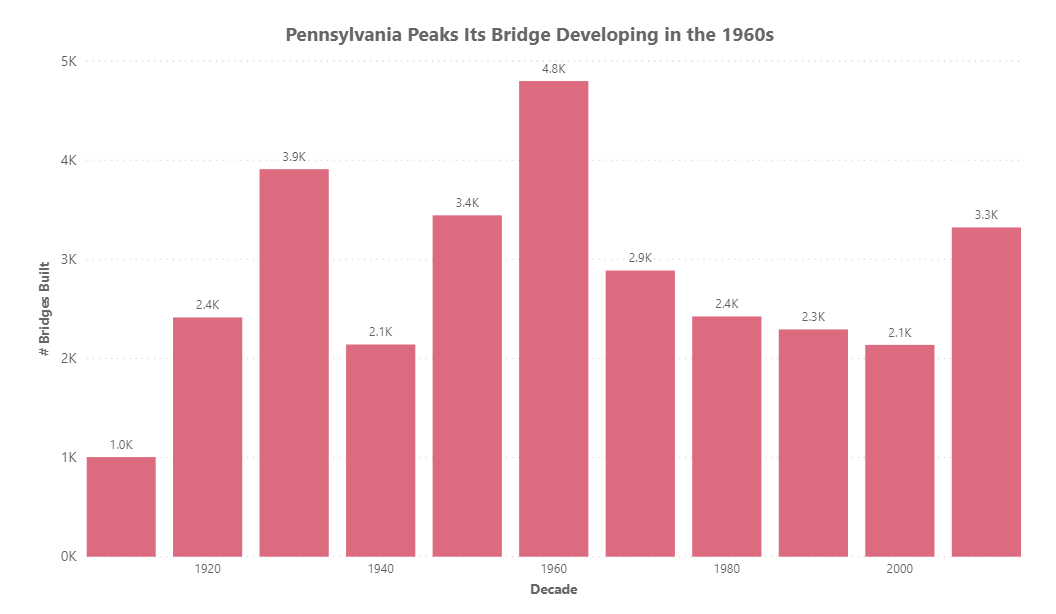 Pennsylvania Peaks Its Bridge Developing in the 1960s
# Bridges Built
5K
4K
3K
2K
1K
0K
1.0K
2.4K
3.9K
2.1K
3.4K
4.8K
2.9K
2.4K
2.3K
2.1K
3.3K
1920
1940
1960
1980
2000
Decade